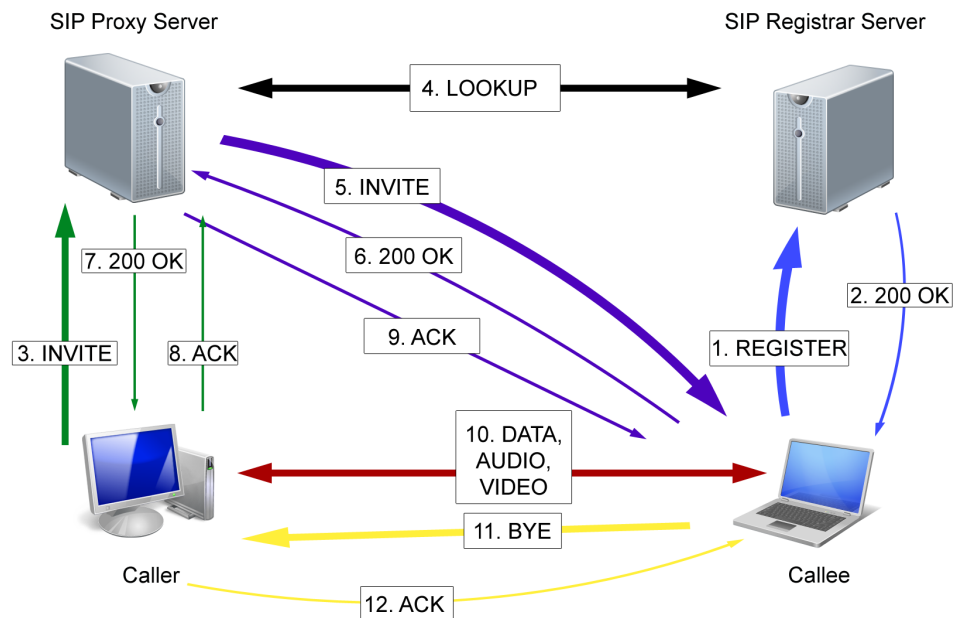 SIP Proxy Server
SIP Registrar Server
4. LOOKUP
5. INVITE
6. 200 OK
7. 200 OK
2. 200 OK
9. ACK
3. INVITE
8. ACK
1. REGISTER
10. DATA,
AUDIO,
VIDEO
11. BYE
Caller
Callee
12. ACK